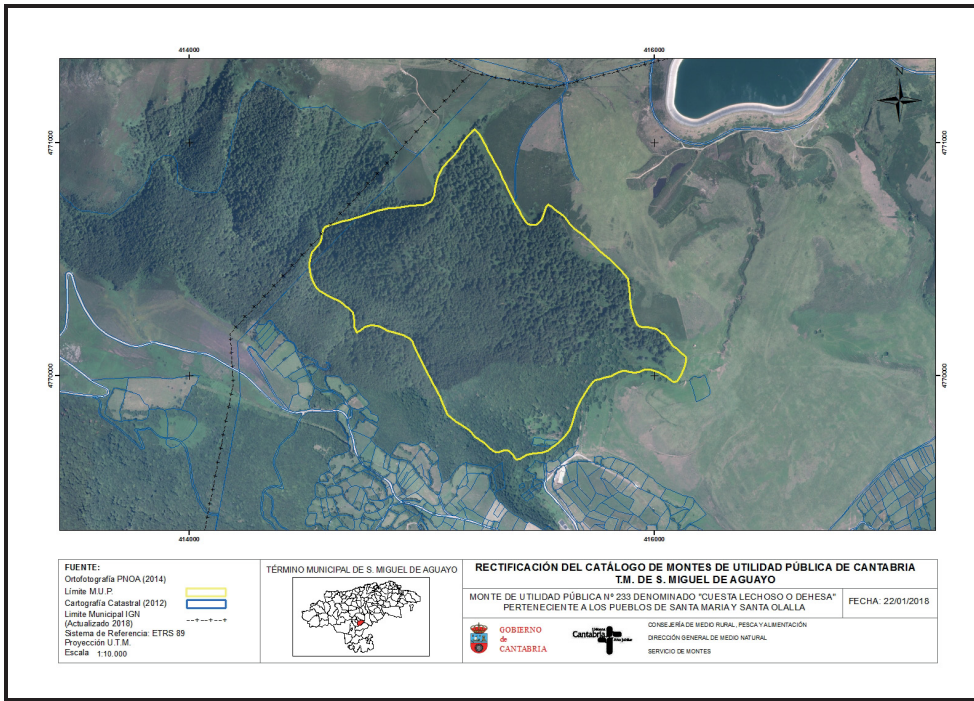 414000
416000
N
4771000
4771000
4770000
4770000
414000
416000
FUENTE:
Ortofotografía PNOA (2014)
Límite M.U.P.
Cartografía Catastral (2012)
Limite Municipal IGN
(Actualizado 2018)
Sistema de Referencia: ETRS 89
Proyección U.T.M.
Escala 1:10.000
TÉRMINO MUNICIPAL DE S. MIGUEL DE AGUAYO
RECTIFICACIÓN DEL CATÁLOGO DE MONTES DE UTILIDAD PÚBLICA DE CANTABRIA
T.M. DE S. MIGUEL DE AGUAYO
MONTE DE UTILIDAD PÚBLICA Nº 233 DENOMINADO "CUESTA LECHOSO O DEHESA"
PERTENECIENTE A LOS PUEBLOS DE SANTA MARIA Y SANTA OLALLA
FECHA: 22/01/2018
GOBIERNO
de
CANTABRIA
Cantabria
CONSEJERÍA DE MEDIO RURAL, PESCA Y ALIMENTACIÓN
DIRECCIÓN GENERAL DE MEDIO NATURAL
SERVICIO DE MONTES